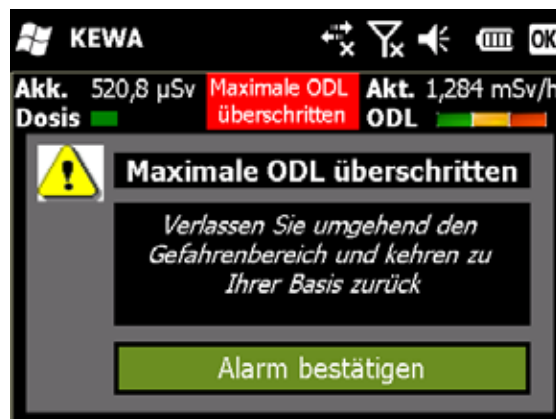 KEWA OK
Akk. 520,8 µSv Maximale ODL Akt. 1,284 mSv/h
Dosis überschritten ODL
Maximale ODL überschritten
Verlassen Sie umgehend den
Gefahrenbereich und kehren zu
Ihrer Basis zurück
Alarm bestätigen